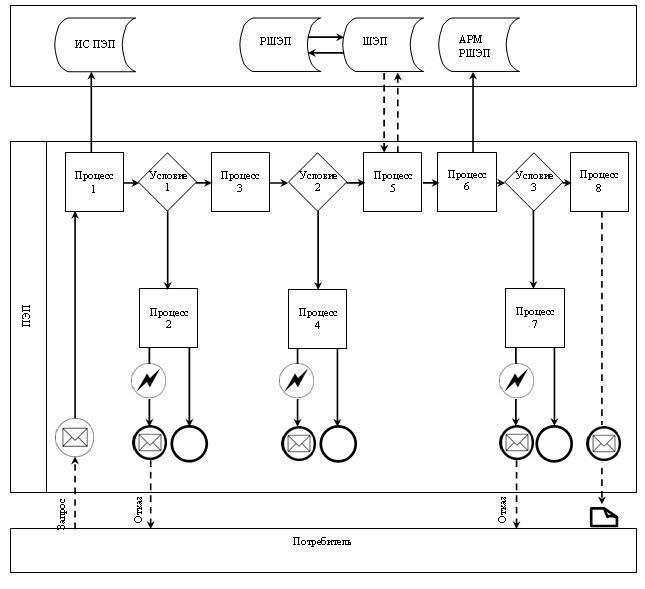 ИС ПЭП
РШЭП
ШЭП
АРМ
РШЭП
Процесс
1
Условие
1
Процесс
3
Условие
2
Процесс
5
Процесс
6
Условие
3
Процесс
8
ПЭП
Процесс
2
Процесс
4
Процесс
7
Запрос
Отказ
Отказ
Потребитель